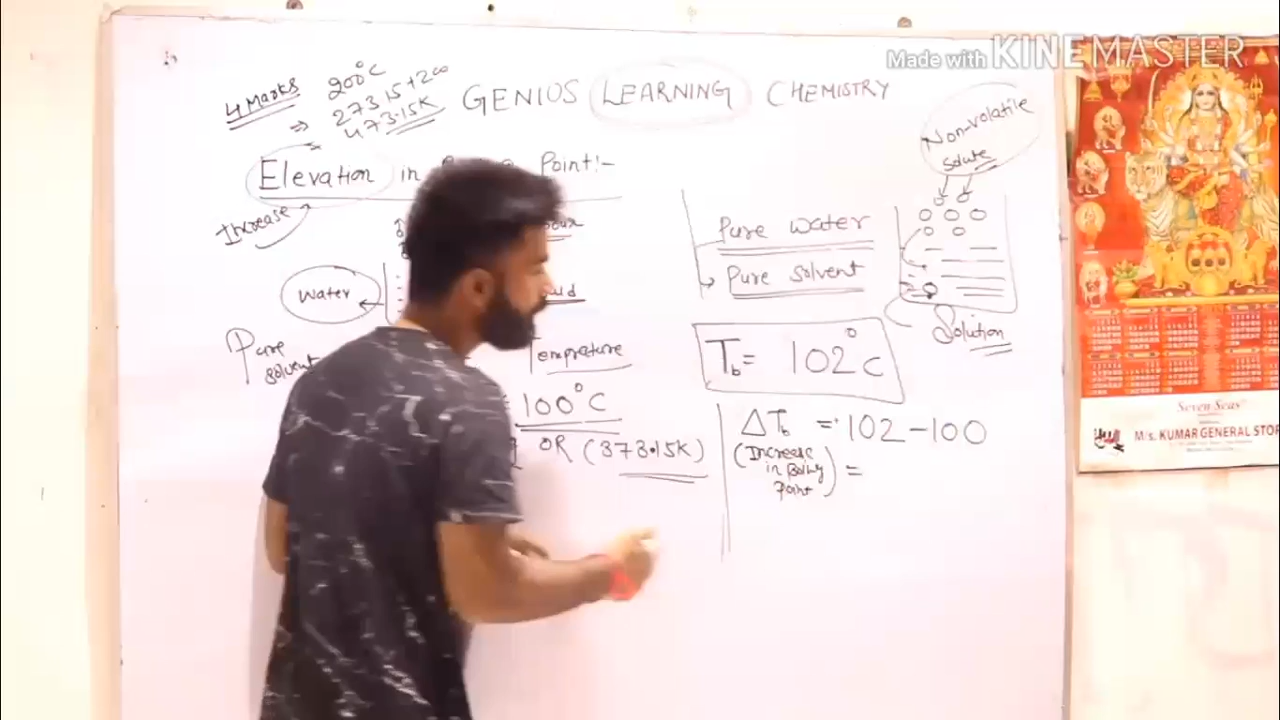 Made with KINEMASTER
4 Marks
200°C
273.15+200
⇒ 473.15K
GENIOS LEARNING CHEMISTRY
Elevation in Point:-
Increase
Water
Pure
solvent
Temprature
100°C
OR (373.15K)
Pure water
Pure solvent
Non-volatile
solute
Solution
Tb= 102°C
ΔTb = 102-100
(Increase
in Boiling
Point) =
Seven Seas
M/s. KUMAR GENERAL STOR